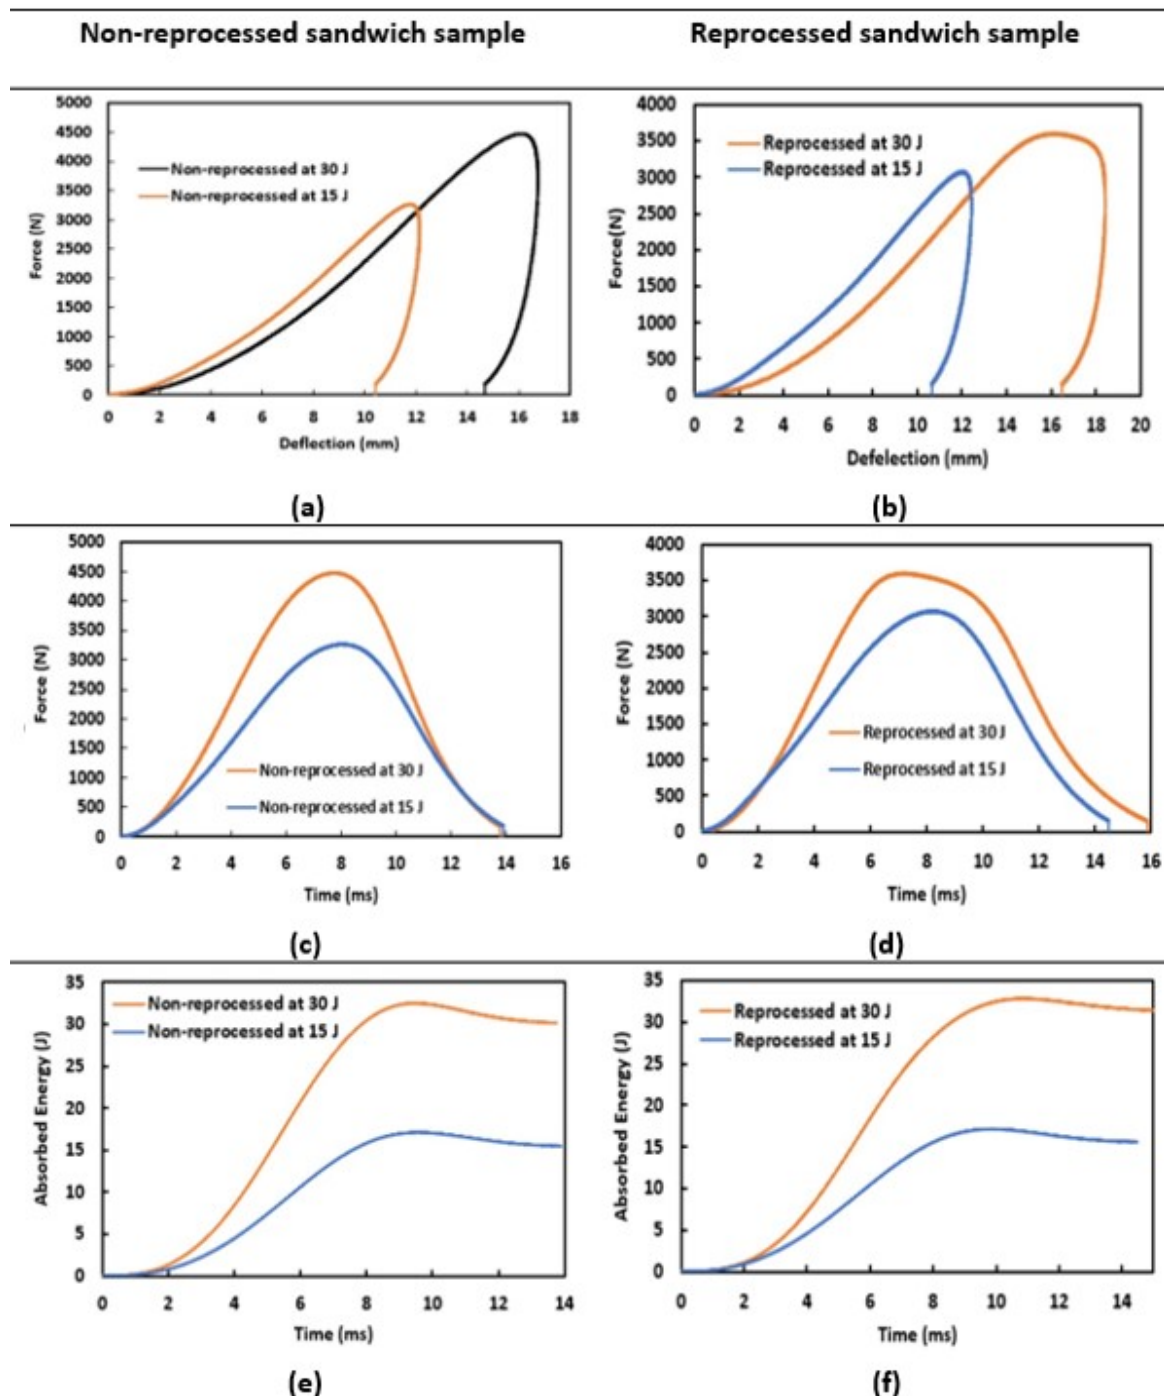 Non-reprocessed sandwich sample
Reprocessed sandwich sample
5000
4500
4000
3500
3000
2500
2000
1500
1000
500
0
Force (N)
Non-reprocessed at 30 J
Non-reprocessed at 15 J
0 2 4 6 8 10 12 14 16 18
Deflection (mm)
(a)
4000
3500
3000
2500
2000
1500
1000
500
0
Force(N)
Reprocessed at 30 J
Reprocessed at 15 J
0 2 4 6 8 10 12 14 16 18 20
Defelection (mm)
(b)
5000
4500
4000
3500
3000
2500
2000
1500
1000
500
0
Force (N)
Non-reprocessed at 30 J
Non-reprocessed at 15 J
0 2 4 6 8 10 12 14 16
Time (ms)
(c)
4000
3500
3000
2500
2000
1500
1000
500
0
Force (N)
Reprocessed at 30 J
Reprocessed at 15 J
0 2 4 6 8 10 12 14 16
Time (ms)
(d)
35
30
25
20
15
10
5
0
Absorbed Energy (J)
Non-reprocessed at 30 J
Non-reprocessed at 15 J
0 2 4 6 8 10 12 14
Time (ms)
(e)
35
30
25
20
15
10
5
0
Absorbed Energy (J)
Reprocessed at 30 J
Reprocessed at 15 J
0 2 4 6 8 10 12 14
Time (ms)
(f)